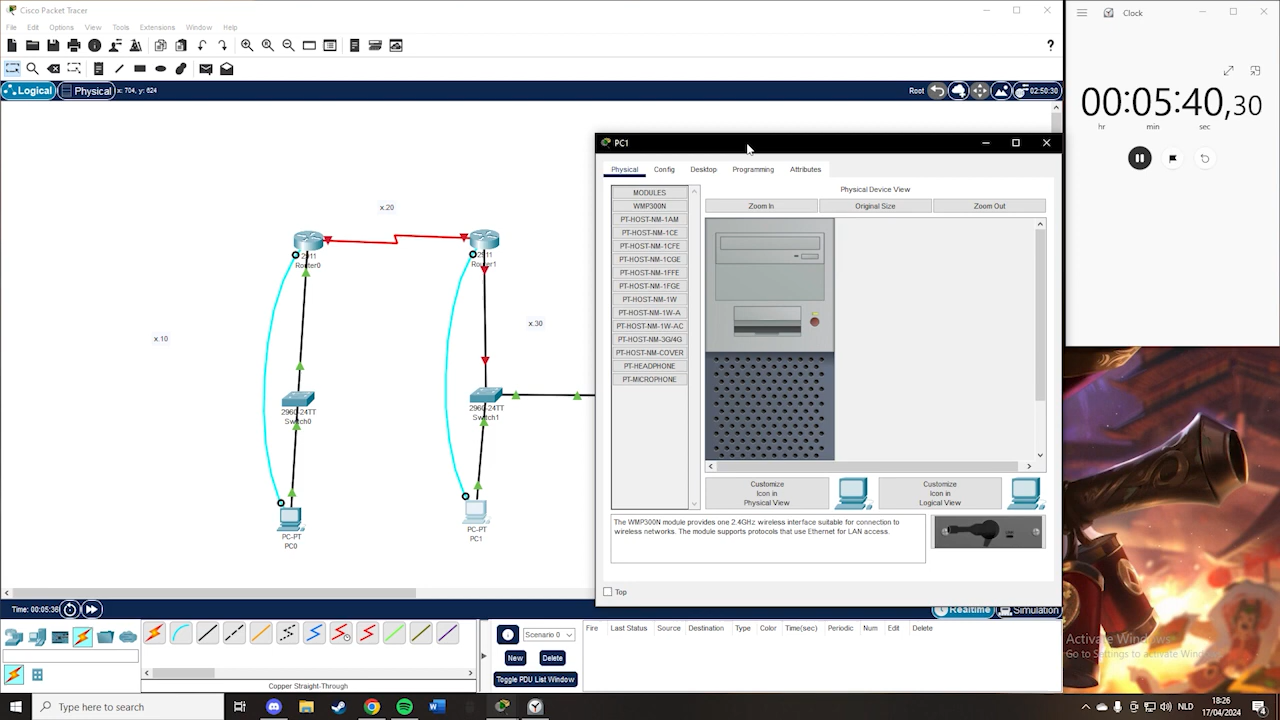 Cisco Packet Tracer
File Edit Options View Tools Extensions Window Help
?
Logical
Physical
x: 704, y: 624
Root
02:50:30
PC1
Physical Config Desktop Programming Attributes
MODULES
WMP300N
PT-HOST-NM-1AM
PT-HOST-NM-1CE
PT-HOST-NM-1CFE
PT-HOST-NM-1CGE
PT-HOST-NM-1FFE
PT-HOST-NM-1FGE
PT-HOST-NM-1W
PT-HOST-NM-1W-A
PT-HOST-NM-1W-AC
PT-HOST-NM-3G/4G
PT-HOST-NM-COVER
PT-HEADPHONE
PT-MICROPHONE
Physical Device View
Zoom In
Original Size
Zoom Out
Customize
Icon in
Physical View
Customize
Icon in
Logical View
The WMP300N module provides one 2.4GHz wireless interface suitable for connection to
wireless networks. The module supports protocols that use Ethernet for LAN access.
Top
x.20
2911
Router0
2911
Router1
x.30
x.10
2960-24TT
Switch0
2960-24TT
Switch1
PC-PT
PC0
PC-PT
PC1
Time: 00:05:36
Realtime
Simulation
Scenario 0
New
Delete
Toggle PDU List Window
Fire Last Status Source Destination Type Color Time(sec) Periodic Num Edit Delete
Copper Straight-Through
Clock
00:05:40,30
hr min sec
Activate Windows
Go to Settings to activate Windows.
Type here to search
NLD
18:26
17/04/2024